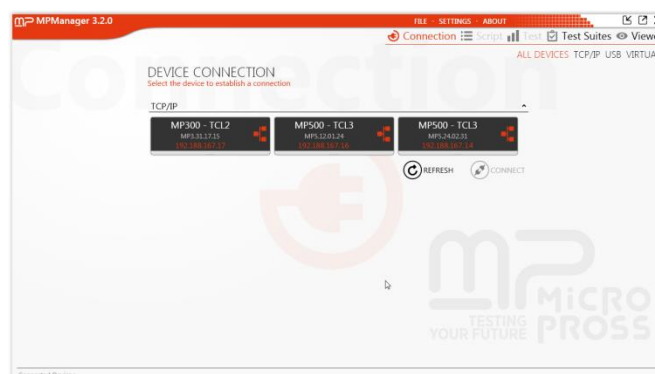 MPManager 3.2.0
FILE - SETTINGS - ABOUT
Connection Script Test Test Suites View
ALL DEVICES TCP/IP USB VIRTUA
Connection
DEVICE CONNECTION
Select the device to establish a connection
TCP/IP
MP300 - TCL2 MP500 - TCL3 MP500 - TCL3
MP3.31.17.15 MP5.12.01.24 MP5.24.02.31
192.168.167.17 192.168.167.16 192.168.167.14
REFRESH CONNECT
MP
MiCRO
TESTING
YOUR FUTURE PROSS